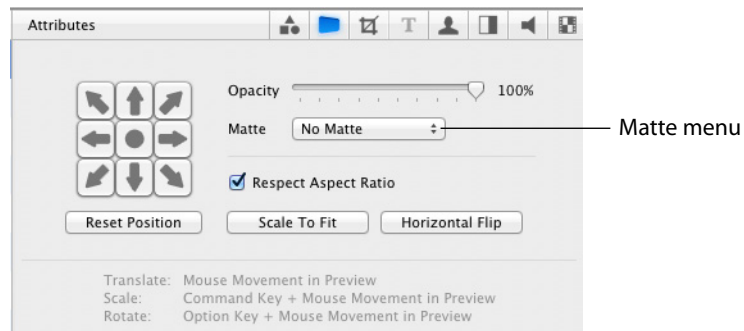 Attributes
T
Opacity 100%
Matte No Matte
Matte menu
Respect Aspect Ratio
Reset Position Scale To Fit Horizontal Flip
Translate: Mouse Movement in Preview
Scale: Command Key + Mouse Movement in Preview
Rotate: Option Key + Mouse Movement in Preview